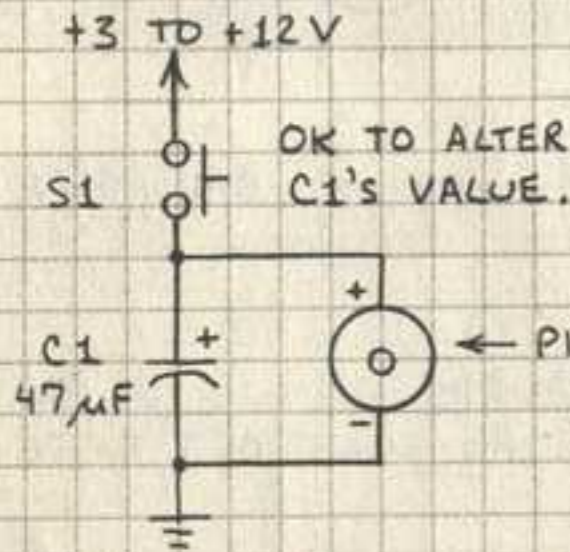 +3 TO +12V
OK TO ALTER
C1'S VALUE.
S1
+
+
C1
47µF
-